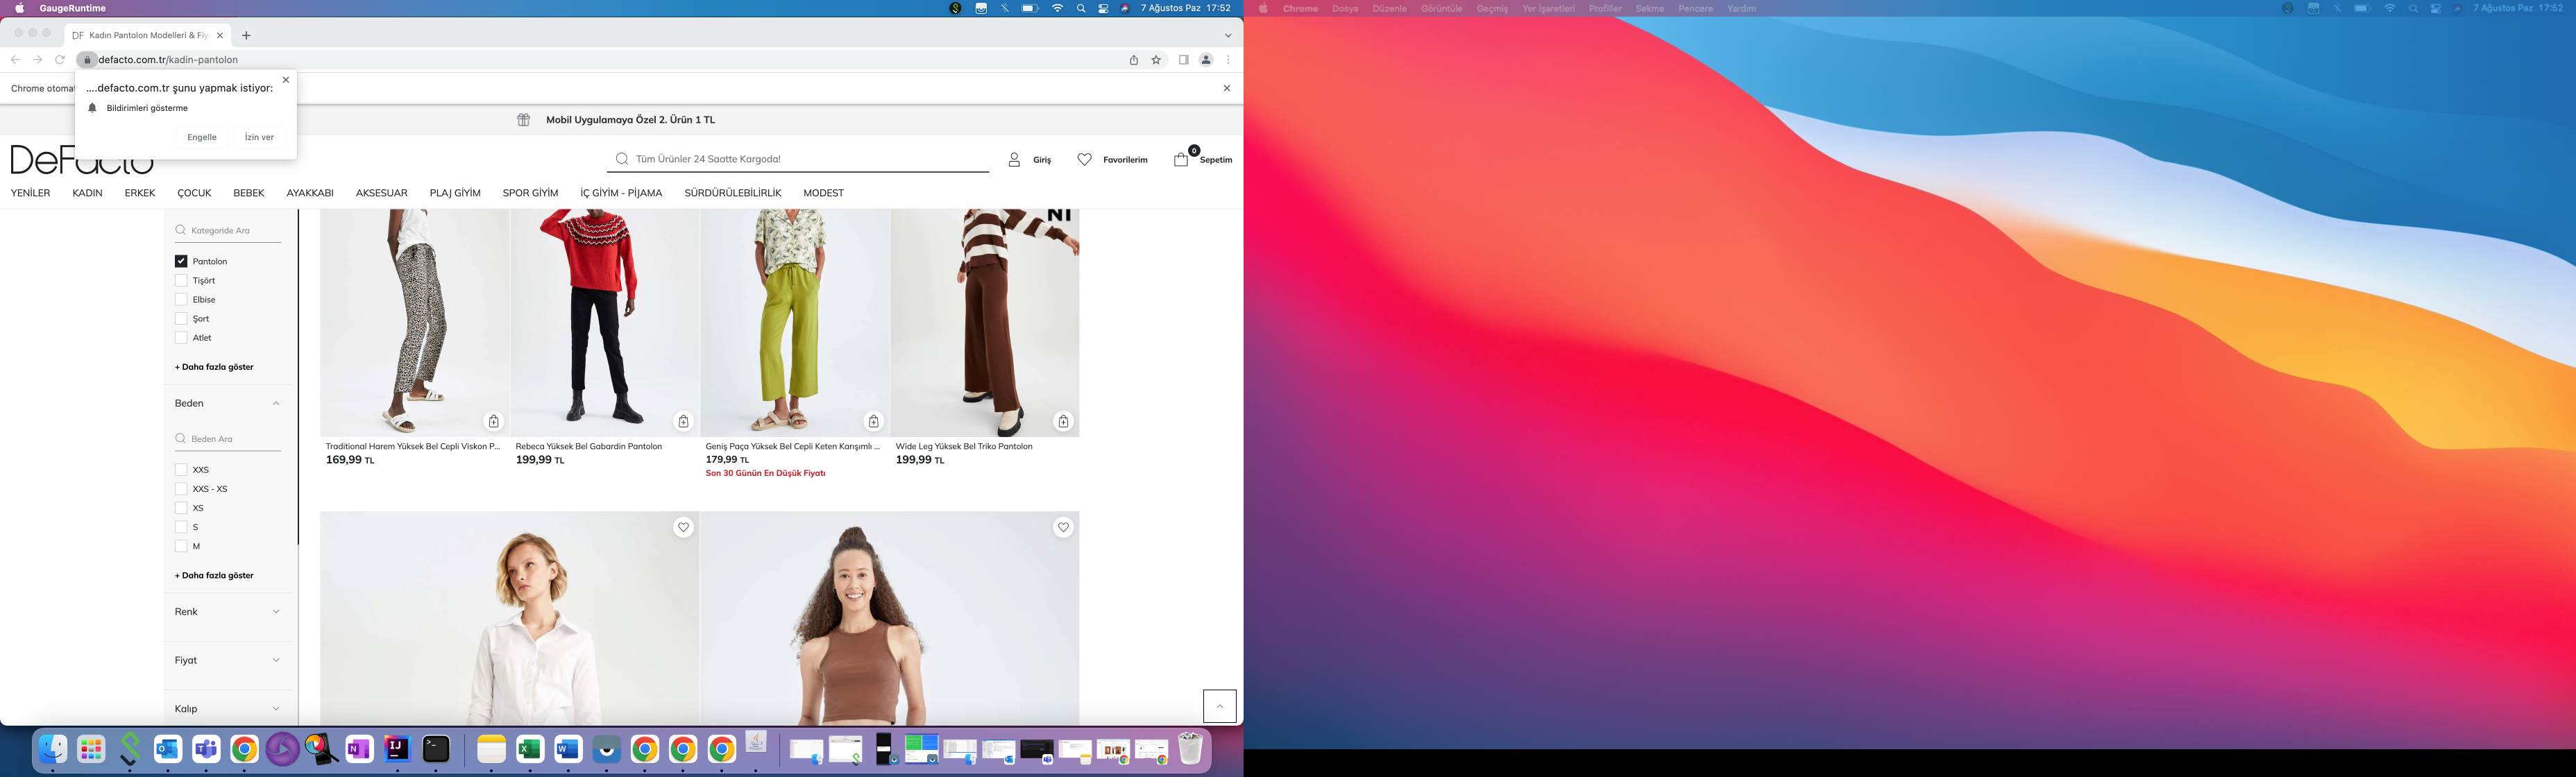 GaugeRuntime
7 Ağustos Paz 17:52
Chrome Dosya Düzenle Görüntüle Geçmiş Yer İşaretleri Profiller Sekme Pencere Yardım
7 Ağustos Paz 17:52
DF Kadın Pantolon Modelleri & Fiy
defacto.com.tr/kadin-pantolon
Chrome otomat
....defacto.com.tr şunu yapmak istiyor:
Bildirimleri gösterme
Engelle İzin ver
Mobil Uygulamaya Özel 2. Ürün 1 TL
DeFacto
Tüm Ürünler 24 Saatte Kargoda!
Giriş
Favorilerim
0
Sepetim
YENİLER KADIN ERKEK ÇOCUK BEBEK AYAKKABI AKSESUAR PLAJ GİYİM SPOR GİYİM İÇ GİYİM - PİJAMA SÜRDÜRÜLEBİLİRLİK MODEST
Kategoride Ara
Pantolon
Tişört
Elbise
Şort
Atlet
+ Daha fazla göster
Beden
Beden Ara
XXS
XXS - XS
XS
S
M
+ Daha fazla göster
Renk
Fiyat
Kalıp
Traditional Harem Yüksek Bel Cepli Viskon P...
169,99 TL
Rebeca Yüksek Bel Gabardin Pantolon
199,99 TL
Geniş Paça Yüksek Bel Cepli Keten Karışımlı ...
179,99 TL
Son 30 Günün En Düşük Fiyatı
Wide Leg Yüksek Bel Triko Pantolon
199,99 TL